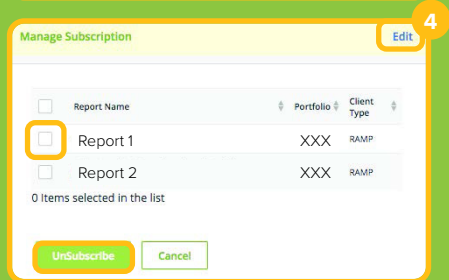 4
Manage Subscription Edit
Report Name Portfolio Client Type
Report 1 XXX RAMP
Report 2 XXX RAMP
0 Items selected in the list
UnSubscribe Cancel